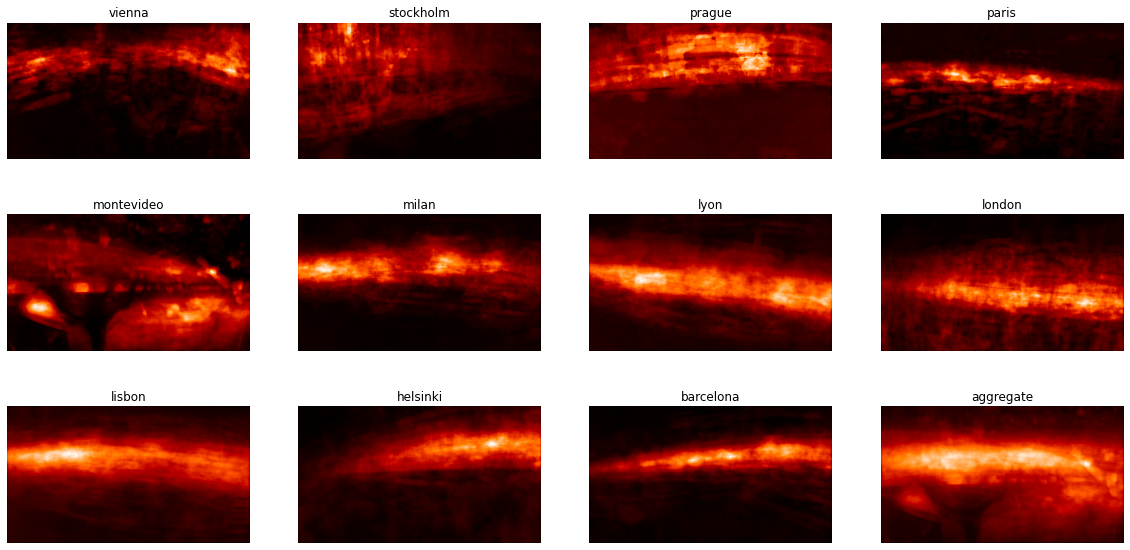 vienna
stockholm
prague
paris
montevideo
milan
lyon
london
lisbon
helsinki
barcelona
aggregate